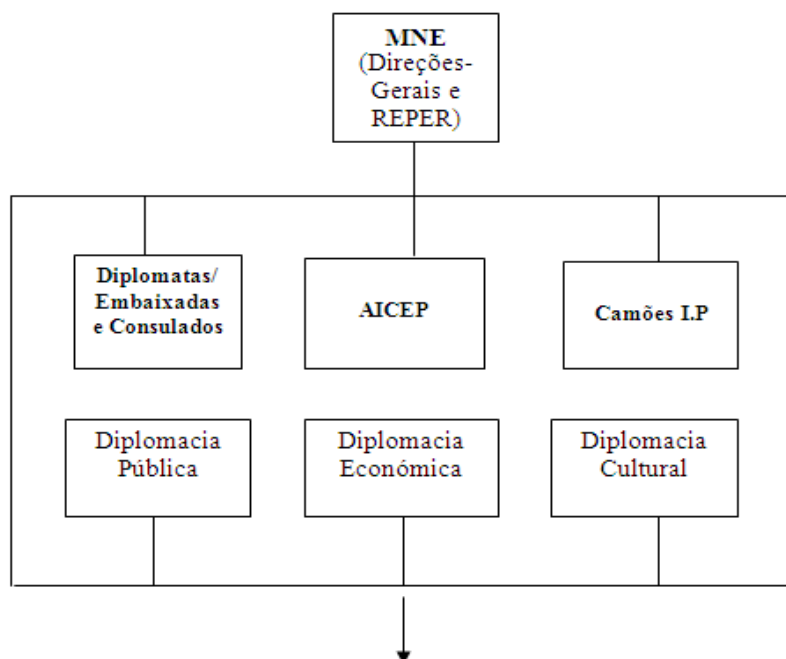 MNE
(Direções-
Gerais e
REPER)
Diplomatas/
Embaixadas
e Consulados
AICEP
Camões I.P
Diplomacia
Pública
Diplomacia
Económica
Diplomacia
Cultural